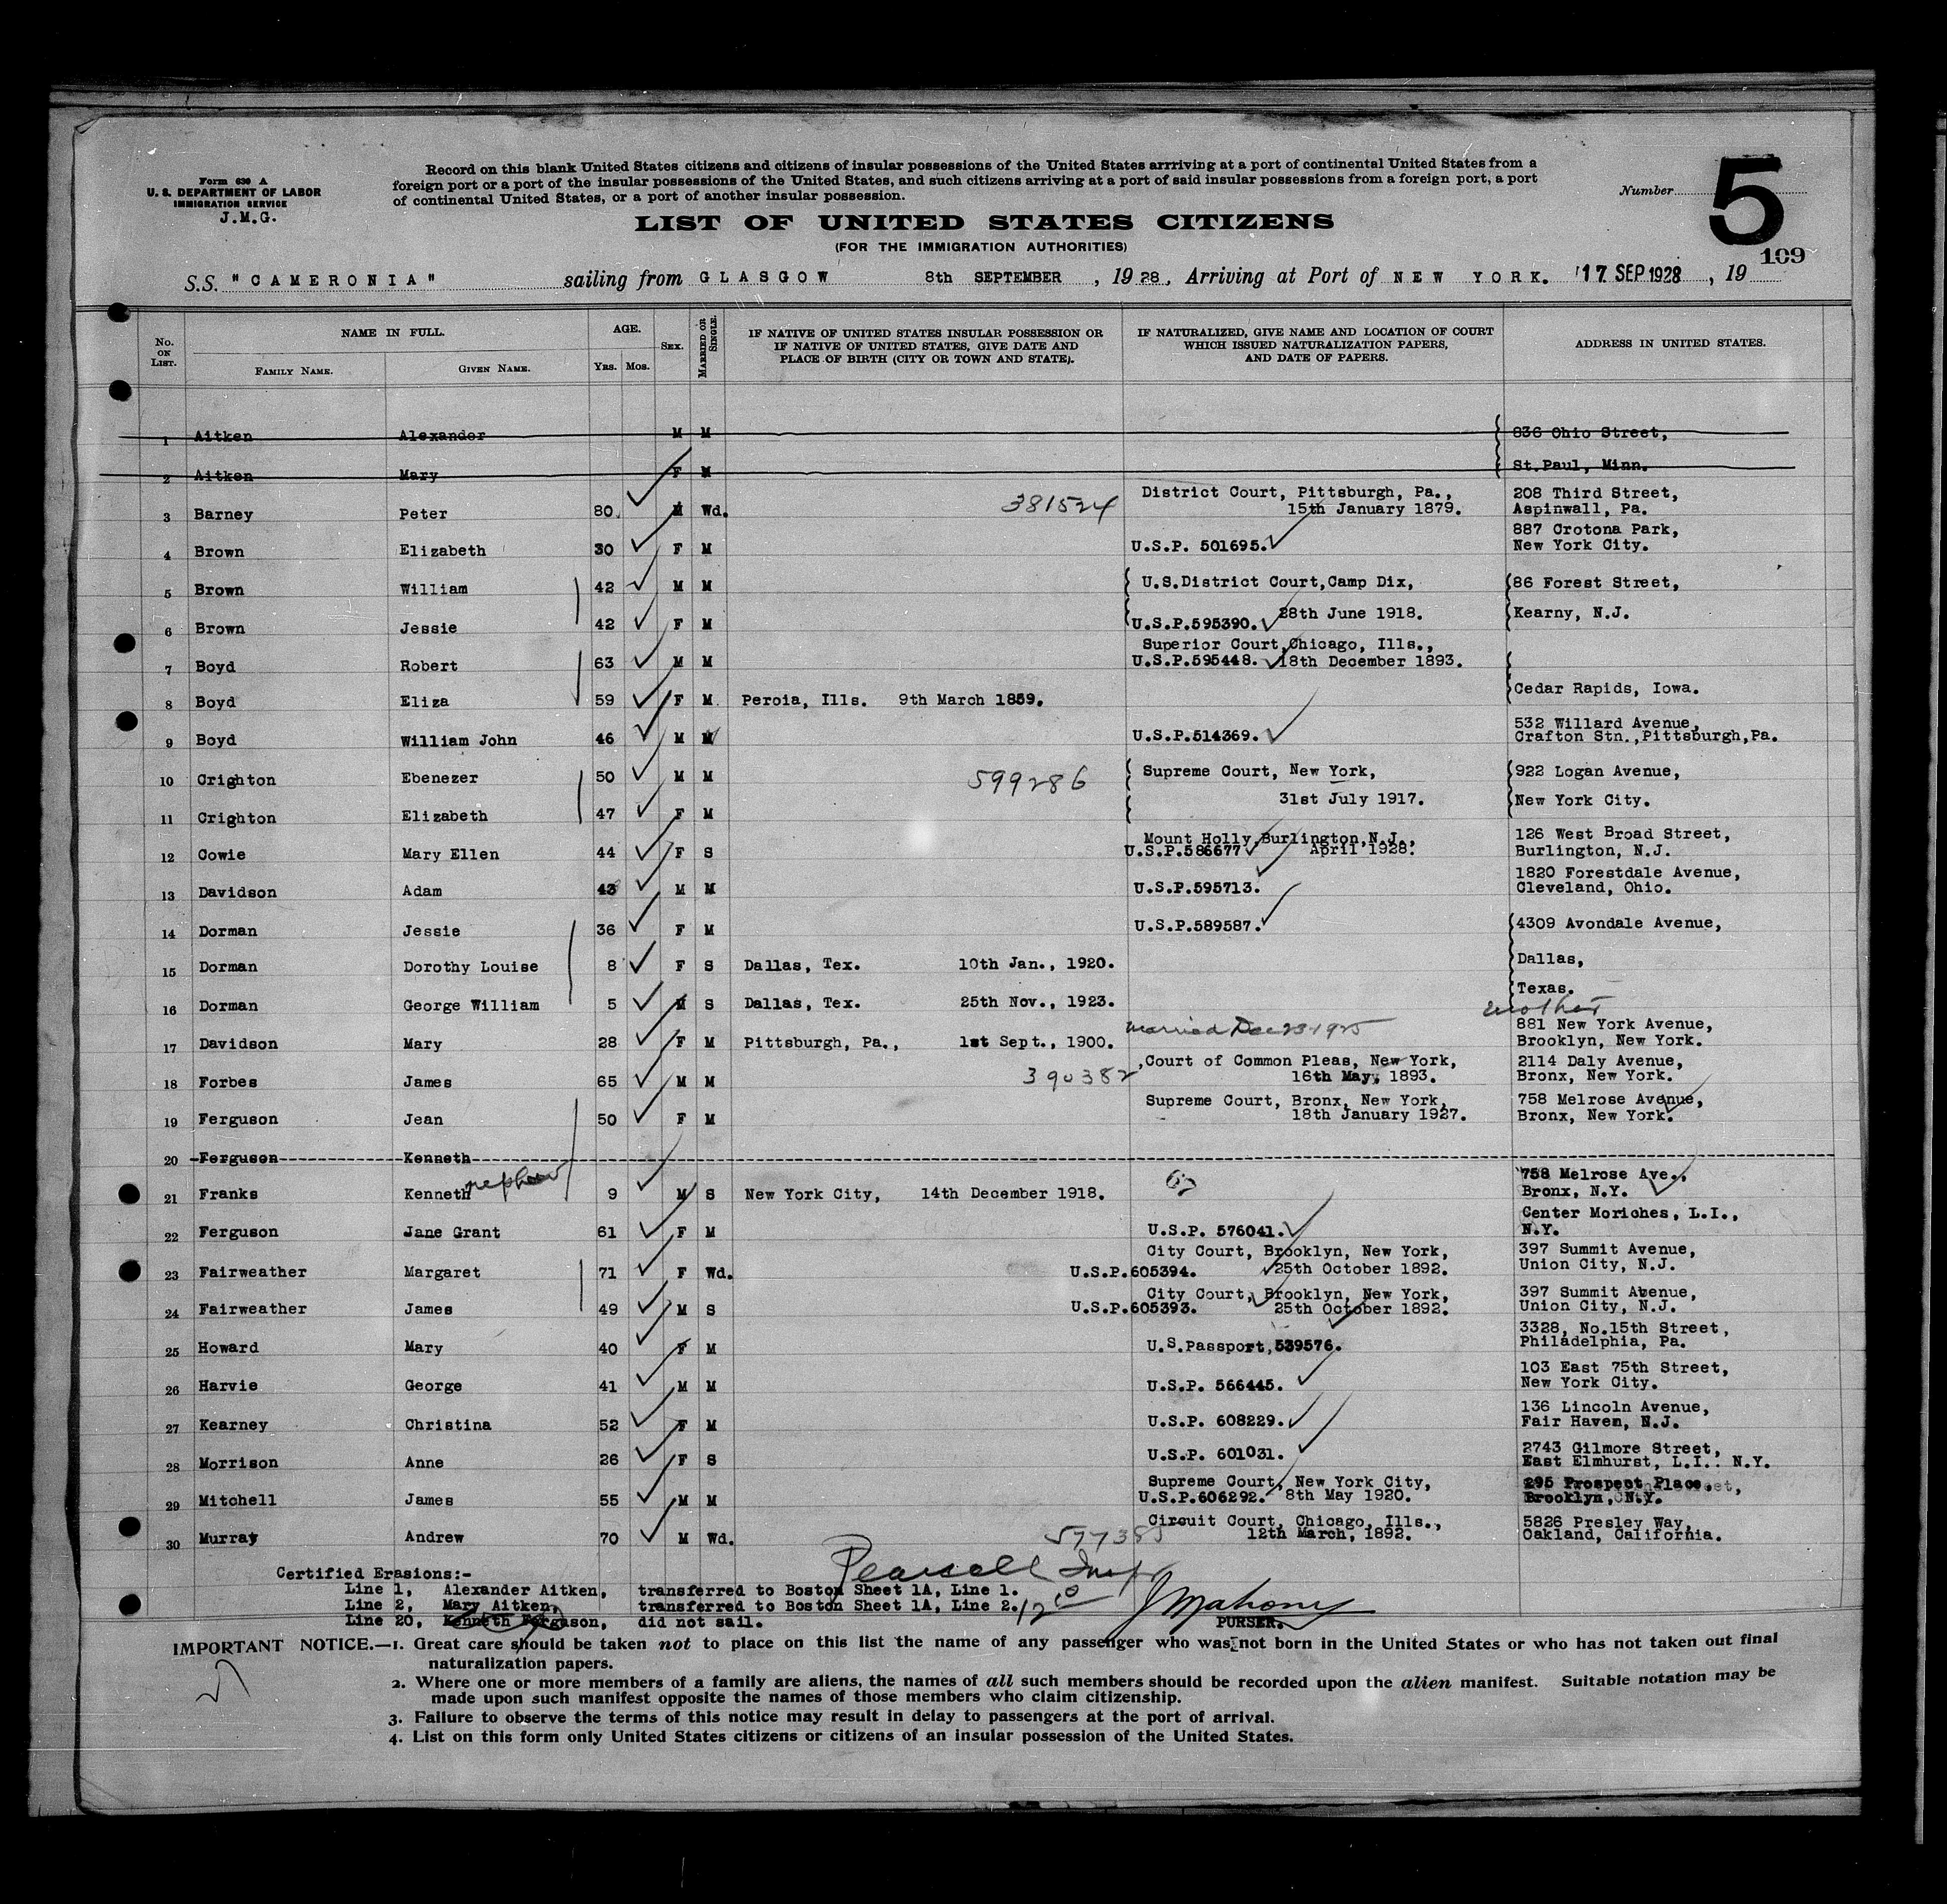 Form 630 A
U. S. DEPARTMENT OF LABOR
IMMIGRATION SERVICE
J.M.G.
Record on this blank United States citizens and citizens of insular possessions of the United States arrriving at a port of continental United States from a
foreign port or a port of the insular possessions of the United States, and such citizens arriving at a port of said insular possessions from a foreign port, a port
of continental United States, or a port of another insular possession.
Number 5
109
LIST OF UNITED STATES CITIZENS
(FOR THE IMMIGRATION AUTHORITIES)
S.S. "CAMERONIA" sailing from GLASGOW 8th SEPTEMBER, 1928, Arriving at Port of NEW YORK. 17 SEP 1928, 19
No. ON LIST. NAME IN FULL. FAMILY NAME. GIVEN NAME. AGE. YRS. MOS. SEX. MARRIED OR SINGLE. IF NATIVE OF UNITED STATES INSULAR POSSESSION OR IF NATIVE OF UNITED STATES, GIVE DATE AND PLACE OF BIRTH (CITY OR TOWN AND STATE). IF NATURALIZED, GIVE NAME AND LOCATION OF COURT WHICH ISSUED NATURALIZATION PAPERS, AND DATE OF PAPERS. ADDRESS IN UNITED STATES.
1 Aitken Alexander M M 836 Ohio Street,
2 Aitken Mary F M St.Paul, Minn.
3 Barney Peter 80 M Wd. 381524 District Court, Pittsburgh, Pa., 15th January 1879. 208 Third Street, Aspinwall, Pa.
4 Brown Elizabeth 30 F M U.S.P. 501695. 887 Crotona Park, New York City.
5 Brown William 42 M M U.S.District Court,Camp Dix, 86 Forest Street,
6 Brown Jessie 42 F M U.S.P.595390. 28th June 1918. Kearny, N.J.
7 Boyd Robert 63 M M Superior Court,Chicago, Ills., U.S.P.595448. 18th December 1893.
8 Boyd Eliza 59 F M Peroia, Ills. 9th March 1859. Cedar Rapids, Iowa.
9 Boyd William John 46 M M U.S.P.514369. 532 Willard Avenue, Crafton Stn.,Pittsburgh,Pa.
10 Crighton Ebenezer 50 M M 599286 Supreme Court, New York, 922 Logan Avenue,
11 Crighton Elizabeth 47 F M 31st July 1917. New York City.
12 Cowie Mary Ellen 44 F S Mount Holly,Burlington,N.J., U.S.P.586677 April 1928. 126 West Broad Street, Burlington, N.J.
13 Davidson Adam 43 M M U.S.P.595713. 1820 Forestdale Avenue, Cleveland, Ohio.
14 Dorman Jessie 36 F M U.S.P.589587. 4309 Avondale Avenue,
15 Dorman Dorothy Louise 8 F S Dallas, Tex. 10th Jan., 1920. Dallas,
16 Dorman George William 5 M S Dallas, Tex. 25th Nov., 1923. Texas.
married Dec 23 1925 mother
17 Davidson Mary 28 F M Pittsburgh, Pa., 1st Sept., 1900. 881 New York Avenue, Brooklyn, New York.
18 Forbes James 65 M M 390382 Court of Common Pleas, New York, 16th May, 1893. 2114 Daly Avenue, Bronx, New York.
19 Ferguson Jean 50 F M Supreme Court, Bronx, New York, 18th January 1927. 758 Melrose Avenue, Bronx, New York.
20 Ferguson Kenneth
nephew
21 Franks Kenneth 9 M S New York City, 14th December 1918. 758 Melrose Ave., Bronx, N.Y.
22 Ferguson Jane Grant 61 F M U.S.P. 576041. Center Moriches, L.I., N.Y.
23 Fairweather Margaret 71 F Wd. U.S.P.605394. City Court, Brooklyn, New York, 25th October 1892. 397 Summit Avenue, Union City, N.J.
24 Fairweather James 49 M S U.S.P.605393. City Court, Brooklyn, New York, 25th October 1892. 397 Summit Avenue, Union City, N.J.
25 Howard Mary 40 F M U.S.Passport,539576. 3328, No.15th Street, Philadelphia, Pa.
26 Harvie George 41 M M U.S.P. 566445. 103 East 75th Street, New York City.
27 Kearney Christina 52 F M U.S.P. 608229. 136 Lincoln Avenue, Fair Haven, N.J.
28 Morrison Anne 26 F S U.S.P. 601031. 2743 Gilmore Street, East Elmhurst, L.I. N.Y.
29 Mitchell James 55 M M Supreme Court, New York City, U.S.P.606292. 8th May 1920. 295 Prospect Place, Brooklyn, N.Y.
30 Murray Andrew 70 M Wd. 577385 Circuit Court, Chicago, Ills., 12th March, 1892. 5826 Presley Way, Oakland, California.
Certified Erasions:-
Line 1, Alexander Aitken, transferred to Boston Sheet 1A, Line 1.
Line 2, Mary Aitken, transferred to Boston Sheet 1A, Line 2.
Line 20, Kenneth Ferguson, did not sail.
J Mahony
PURSER.
IMPORTANT NOTICE.—1. Great care should be taken not to place on this list the name of any passenger who was not born in the United States or who has not taken out final
naturalization papers.
2. Where one or more members of a family are aliens, the names of all such members should be recorded upon the alien manifest. Suitable notation may be
made upon such manifest opposite the names of those members who claim citizenship.
3. Failure to observe the terms of this notice may result in delay to passengers at the port of arrival.
4. List on this form only United States citizens or citizens of an insular possession of the United States.